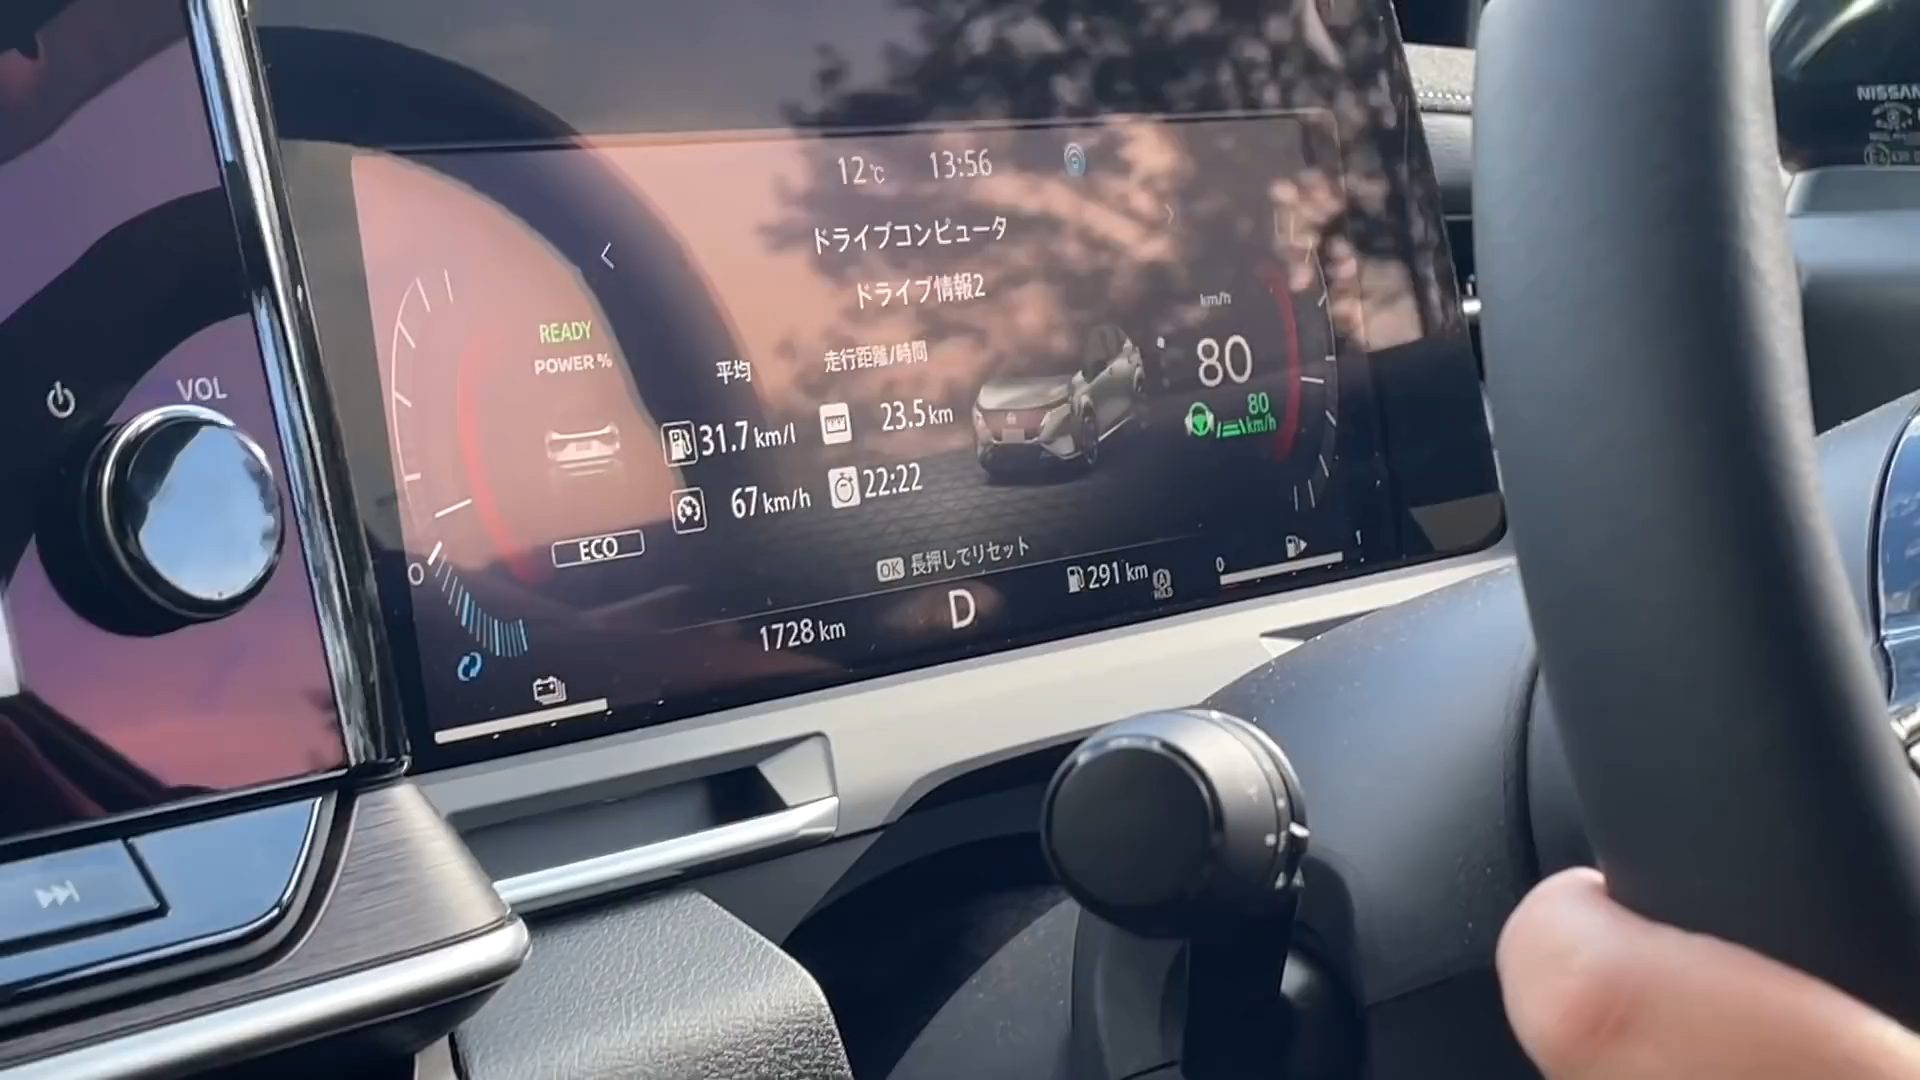 12℃ 13:56
ドライブコンピュータ
ドライブ情報2
READY
POWER %
平均
走行距離/時間
31.7 km/l
23.5 km
67 km/h
22:22
ECO
km/h
80
80
km/h
OK 長押しでリセット
0
1728 km
D
291 km
A
HOLD
0
1
VOL
NISSAN